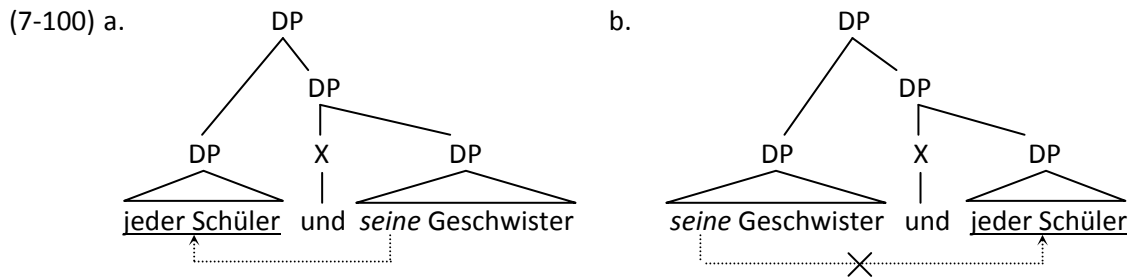 (7-100) a. DP b. DP
DP DP
DP X DP DP X DP
jeder Schüler und seine Geschwister seine Geschwister und jeder Schüler